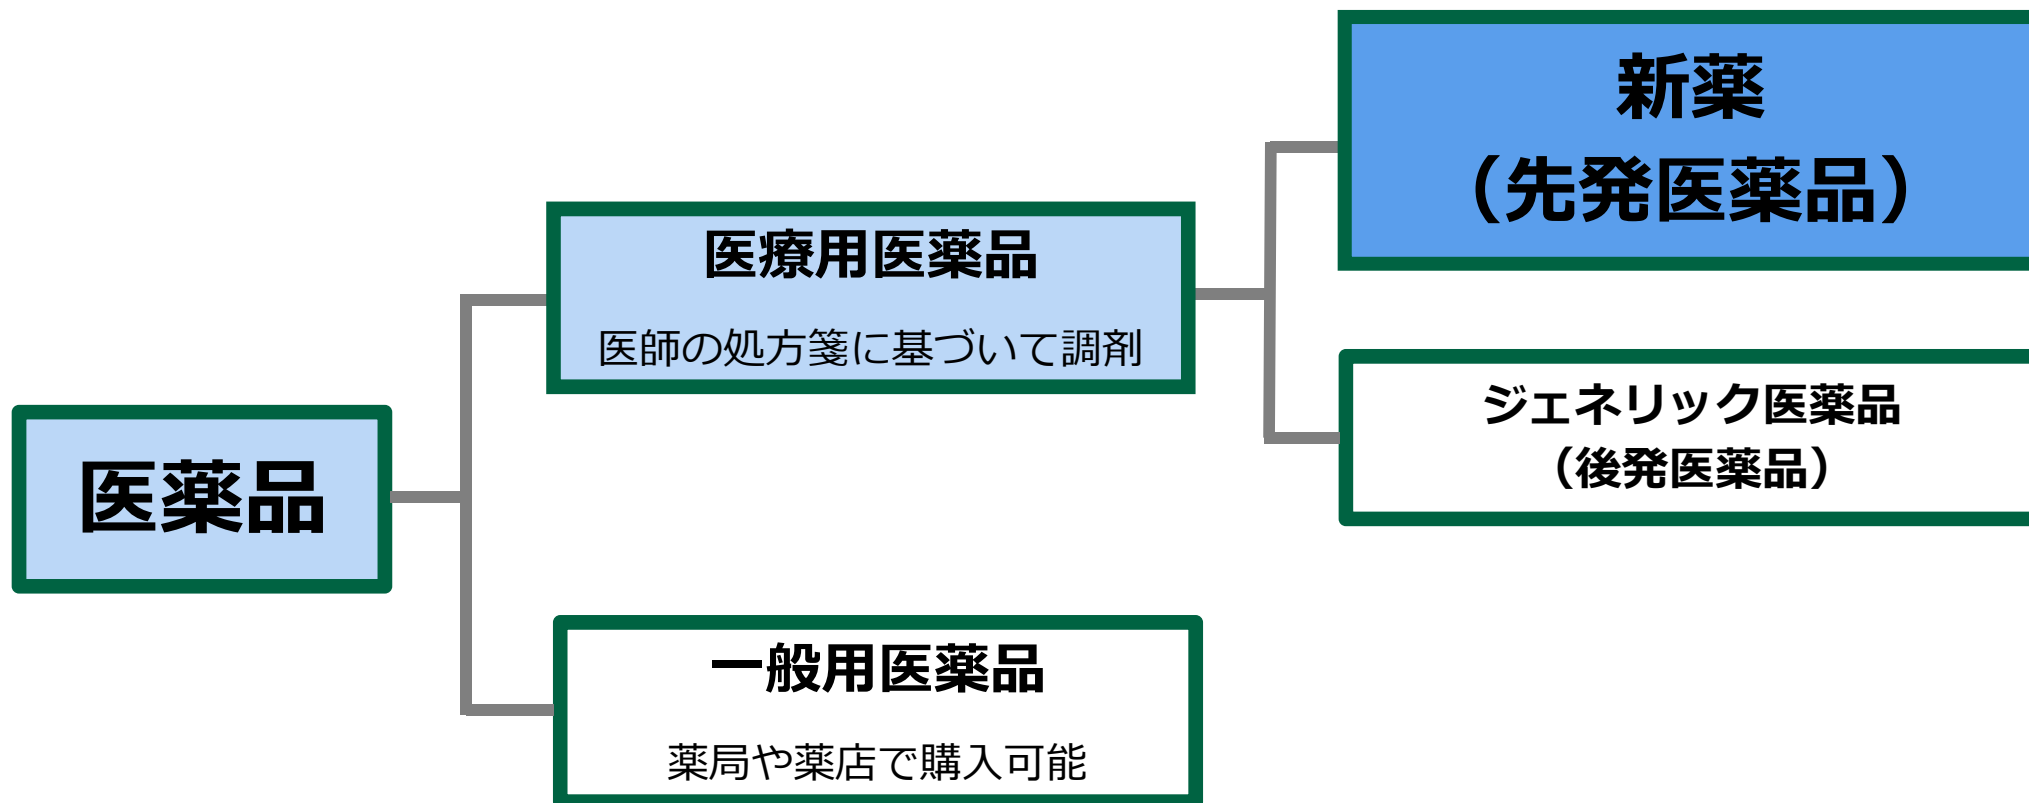 新薬
（先発医薬品）
医療用医薬品
医師の処方箋に基づいて調剤
ジェネリック医薬品
（後発医薬品）
医薬品
一般用医薬品
薬局や薬店で購入可能